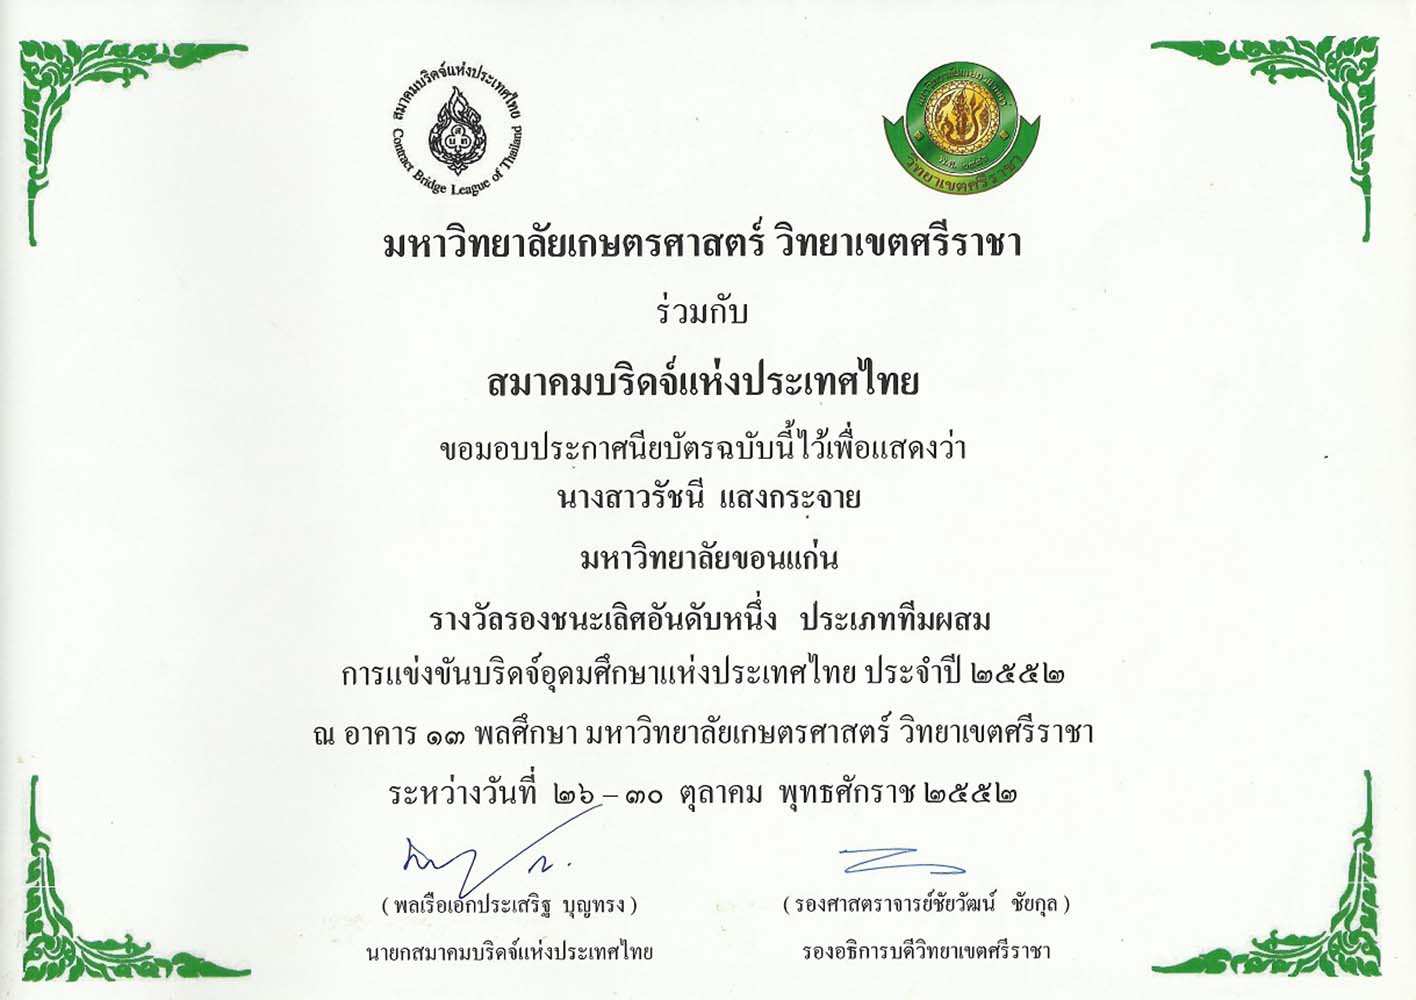 สมาคมบริดจ์แห่งประเทศไทย
ส
บ ท
Contract Bridge League of Thailand
มหาวิทยาลัยเกษตรศาสตร์
พ.ศ. ๒๔๘๖
วิทยาเขตศรีราชา
มหาวิทยาลัยเกษตรศาสตร์ วิทยาเขตศรีราชา
ร่วมกับ
สมาคมบริดจ์แห่งประเทศไทย
ขอมอบประกาศนียบัตรฉบับนี้ไว้เพื่อแสดงว่า
นางสาวรัชนี แสงกระจาย
มหาวิทยาลัยขอนแก่น
รางวัลรองชนะเลิศอันดับหนึ่ง ประเภททีมผสม
การแข่งขันบริดจ์อุดมศึกษาแห่งประเทศไทย ประจำปี ๒๕๕๒
ณ อาคาร ๑๓ พลศึกษา มหาวิทยาลัยเกษตรศาสตร์ วิทยาเขตศรีราชา
ระหว่างวันที่ ๒๖ – ๓๐ ตุลาคม พุทธศักราช ๒๕๕๒
( พลเรือเอกประเสริฐ บุญทรง ) ( รองศาสตราจารย์ชัยวัฒน์ ชัยกุล )
นายกสมาคมบริดจ์แห่งประเทศไทย รองอธิการบดีวิทยาเขตศรีราชา